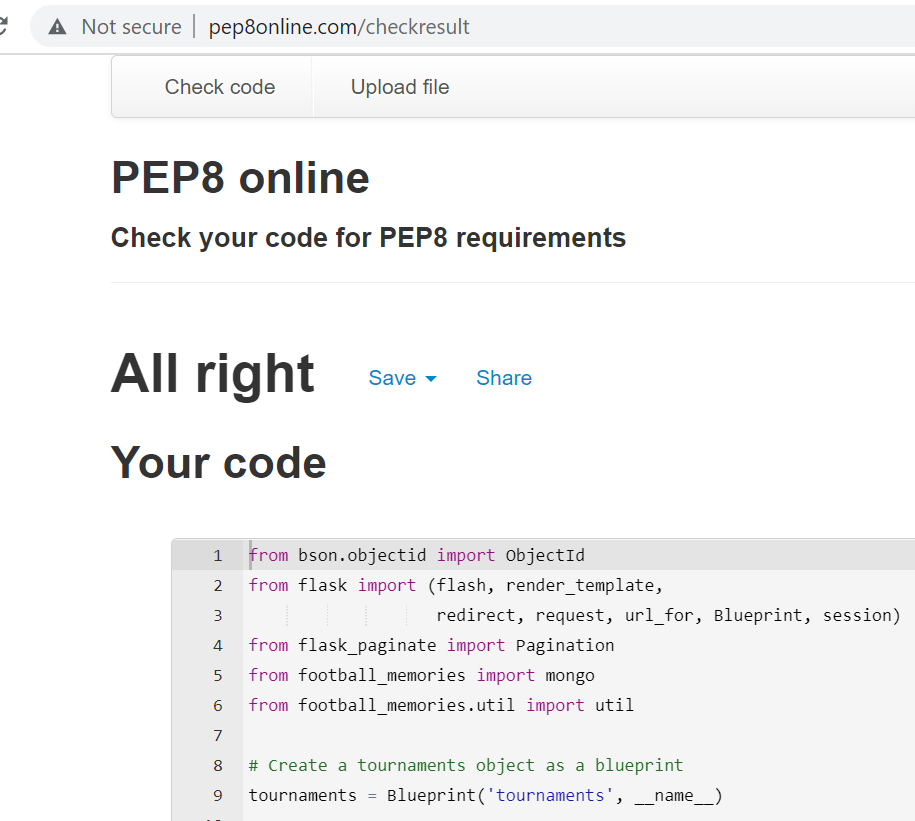 Not secure | pep8online.com/checkresult
Check code Upload file
PEP8 online
Check your code for PEP8 requirements
All right Save Share
Your code
1 from bson.objectid import ObjectId
2 from flask import (flash, render_template,
3 redirect, request, url_for, Blueprint, session)
4 from flask_paginate import Pagination
5 from football_memories import mongo
6 from football_memories.util import util
7
8 # Create a tournaments object as a blueprint
9 tournaments = Blueprint('tournaments', __name__)